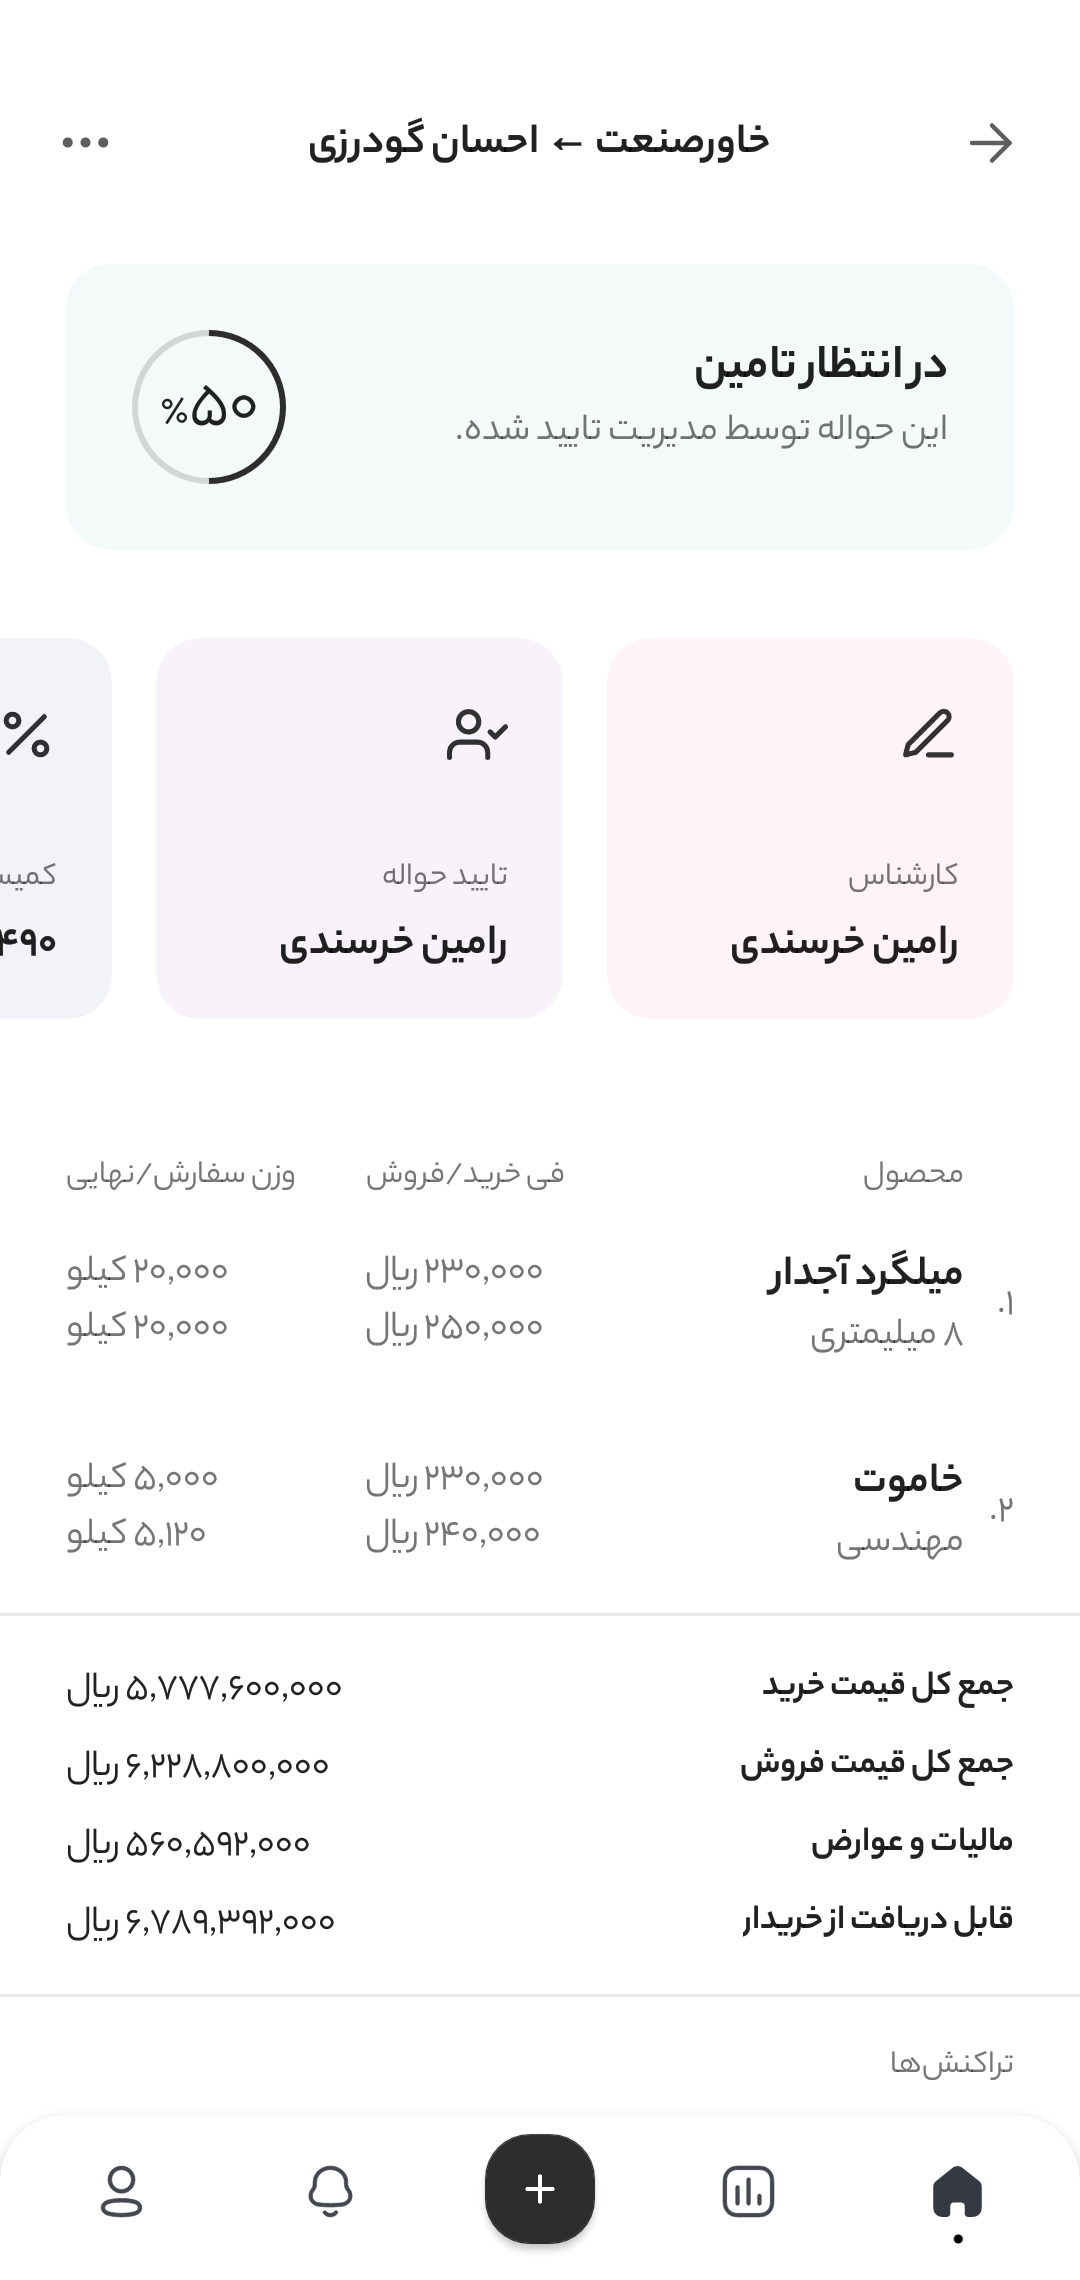 خاورصنعت ← احسان گودرزی
در انتظار تامین
این حواله توسط مدیریت تایید شده.
%۵۰
کارشناس
رامین خرسندی
تایید حواله
رامین خرسندی
محصول فی خرید/فروش وزن سفارش/نهایی
۱.
میلگرد آجدار ۲۳۰,۰۰۰ ریال ۲۰,۰۰۰ کیلو
۸ میلیمتری ۲۵۰,۰۰۰ ریال ۲۰,۰۰۰ کیلو
۲.
خاموت ۲۳۰,۰۰۰ ریال ۵,۰۰۰ کیلو
مهندسی ۲۴۰,۰۰۰ ریال ۵,۱۲۰ کیلو
جمع کل قیمت خرید ۵,۷۷۷,۶۰۰,۰۰۰ ریال
جمع کل قیمت فروش ۶,۲۲۸,۸۰۰,۰۰۰ ریال
مالیات و عوارض ۵۶۰,۵۹۲,۰۰۰ ریال
قابل دریافت از خریدار ۶,۷۸۹,۳۹۲,۰۰۰ ریال
تراکنش‌ها